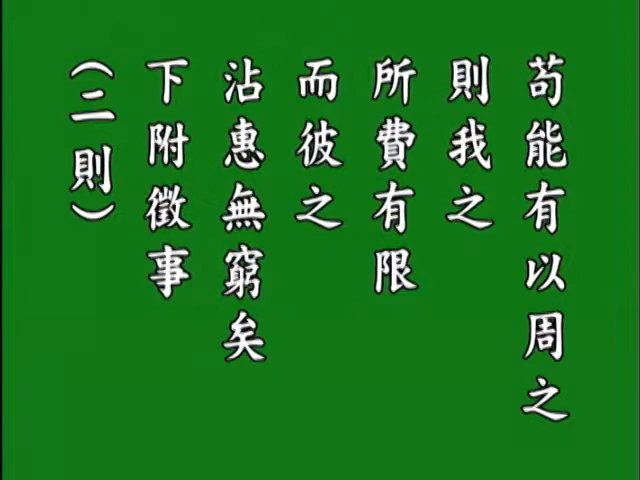 苟能有以周之
則我之
所費有限
而彼之
沾惠無窮矣
下附徵事
（二則）